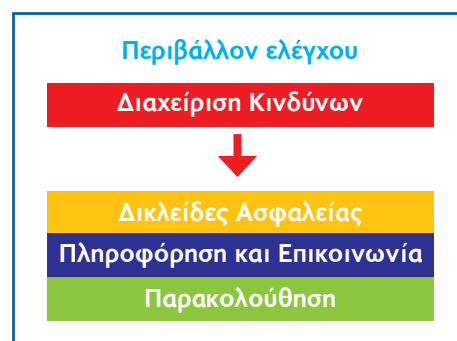 Περιβάλλον ελέγχου
Διαχείριση Κινδύνων
Δικλείδες Ασφαλείας
Πληροφόρηση και Επικοινωνία
Παρακολούθηση